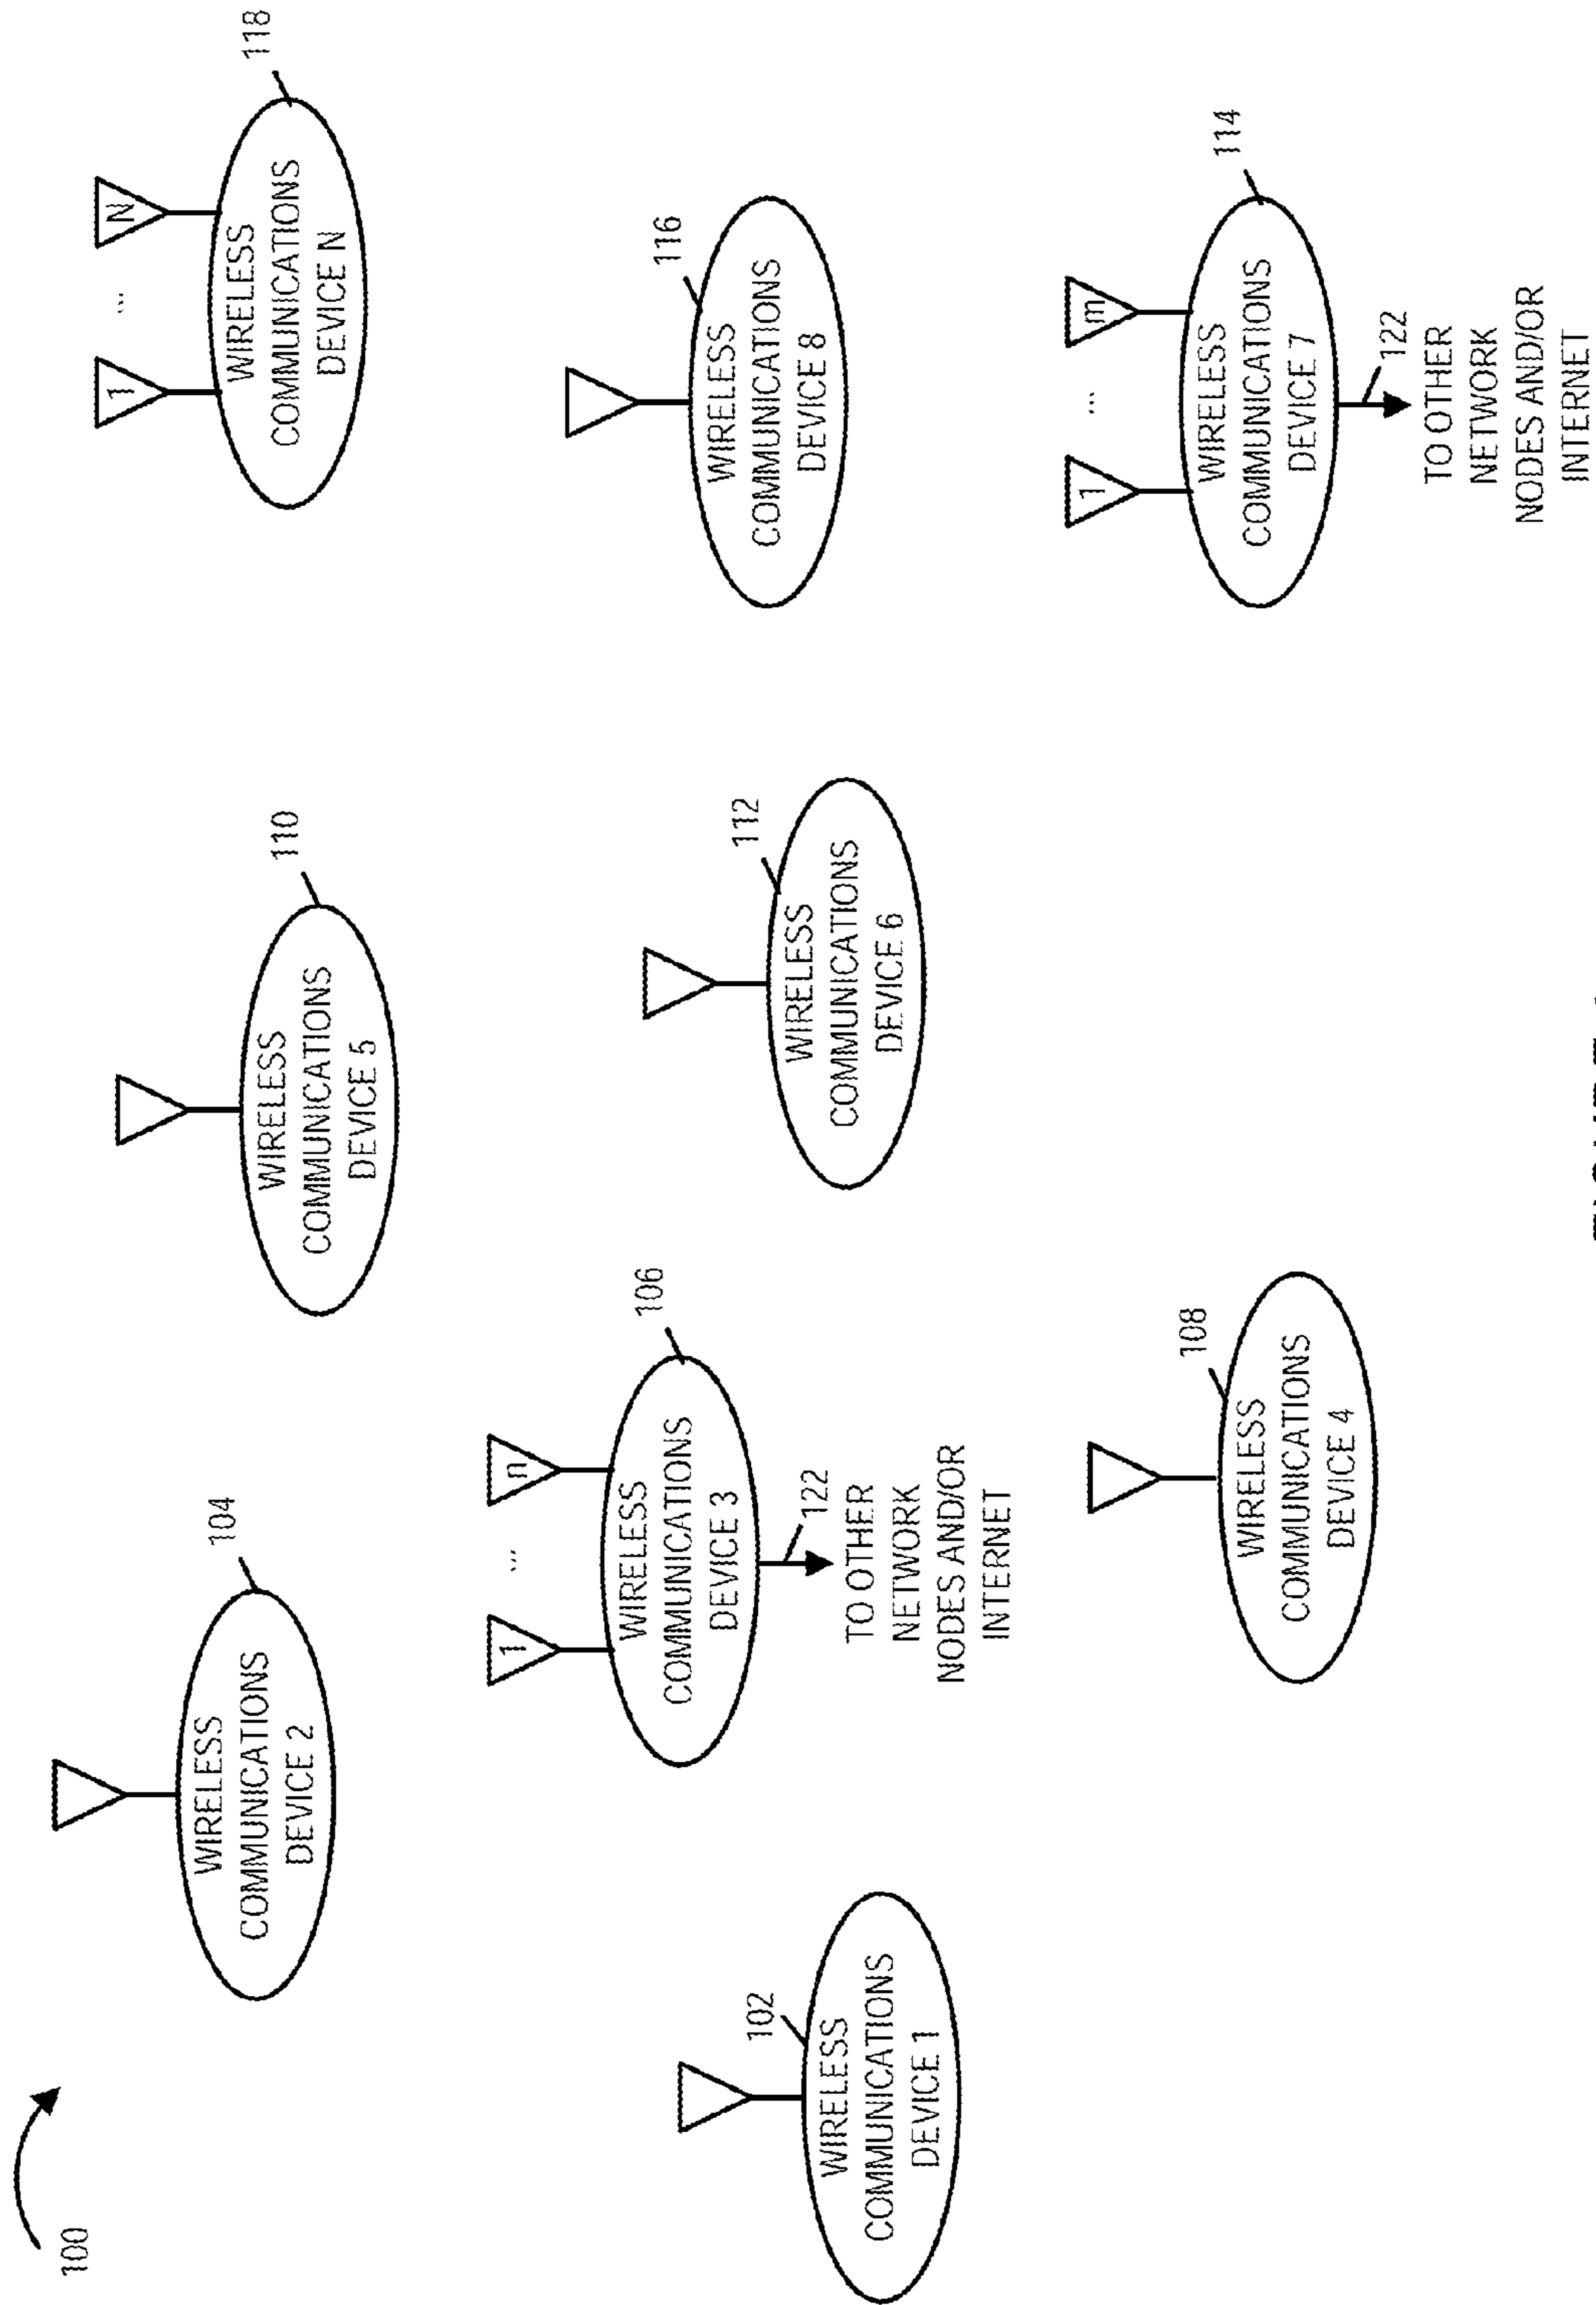 100
104
WIRELESS
COMMUNICATIONS
DEVICE 2
110
WIRELESS
COMMUNICATIONS
DEVICE 5
118
1 ... N
WIRELESS
COMMUNICATIONS
DEVICE N
102
WIRELESS
COMMUNICATIONS
DEVICE 1
106
1 ... n
WIRELESS
COMMUNICATIONS
DEVICE 3
122
TO OTHER
NETWORK
NODES AND/OR
INTERNET
112
WIRELESS
COMMUNICATIONS
DEVICE 6
116
WIRELESS
COMMUNICATIONS
DEVICE 8
108
WIRELESS
COMMUNICATIONS
DEVICE 4
114
1 ... m
WIRELESS
COMMUNICATIONS
DEVICE 7
122
TO OTHER
NETWORK
NODES AND/OR
INTERNET